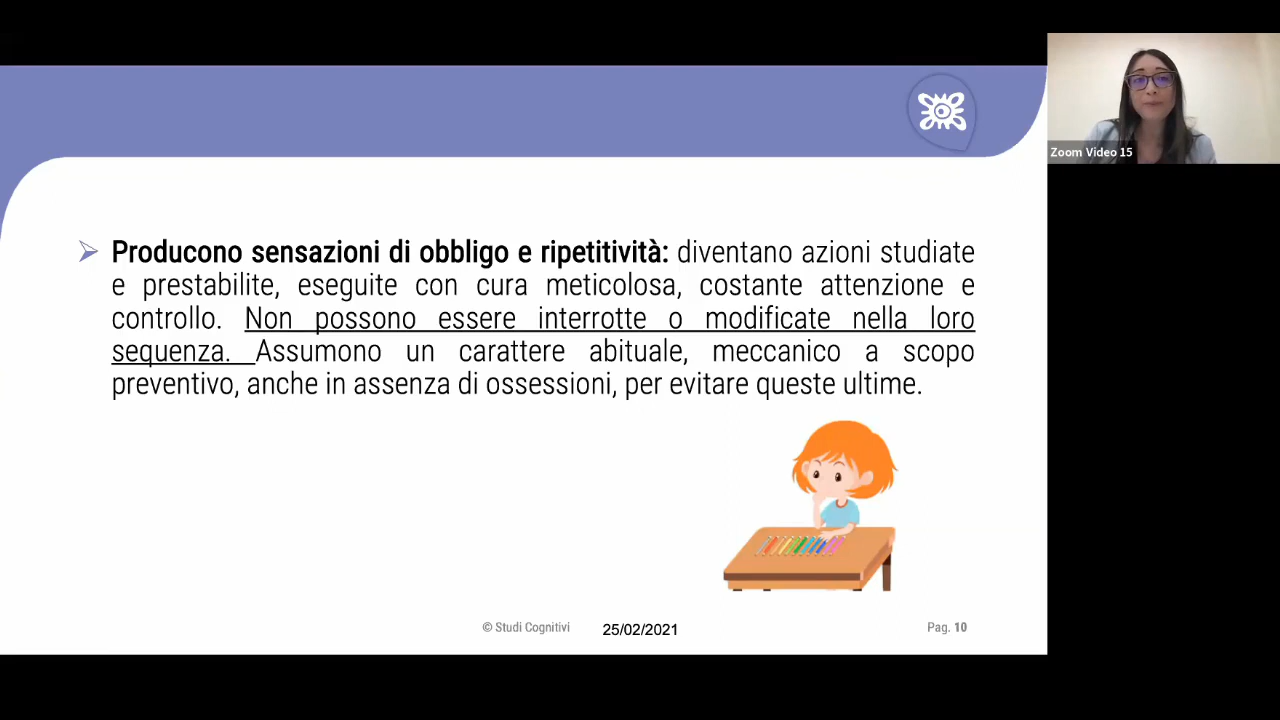 Zoom Video 15
Producono sensazioni di obbligo e ripetitività: diventano azioni studiate
e prestabilite, eseguite con cura meticolosa, costante attenzione e
controllo. Non possono essere interrotte o modificate nella loro
sequenza. Assumono un carattere abituale, meccanico a scopo
preventivo, anche in assenza di ossessioni, per evitare queste ultime.
© Studi Cognitivi 25/02/2021 Pag. 10